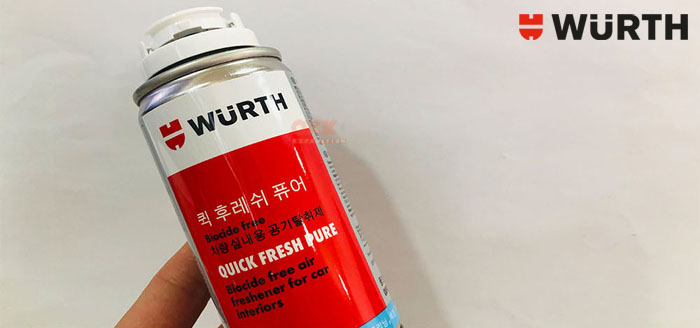 WÜRTH
WÜRTH
퀵 후레쉬 퓨어
Biocide free
차량 실내용 공기탈취제
QUICK FRESH PURE
Biocide free air
freshener for car
interiors